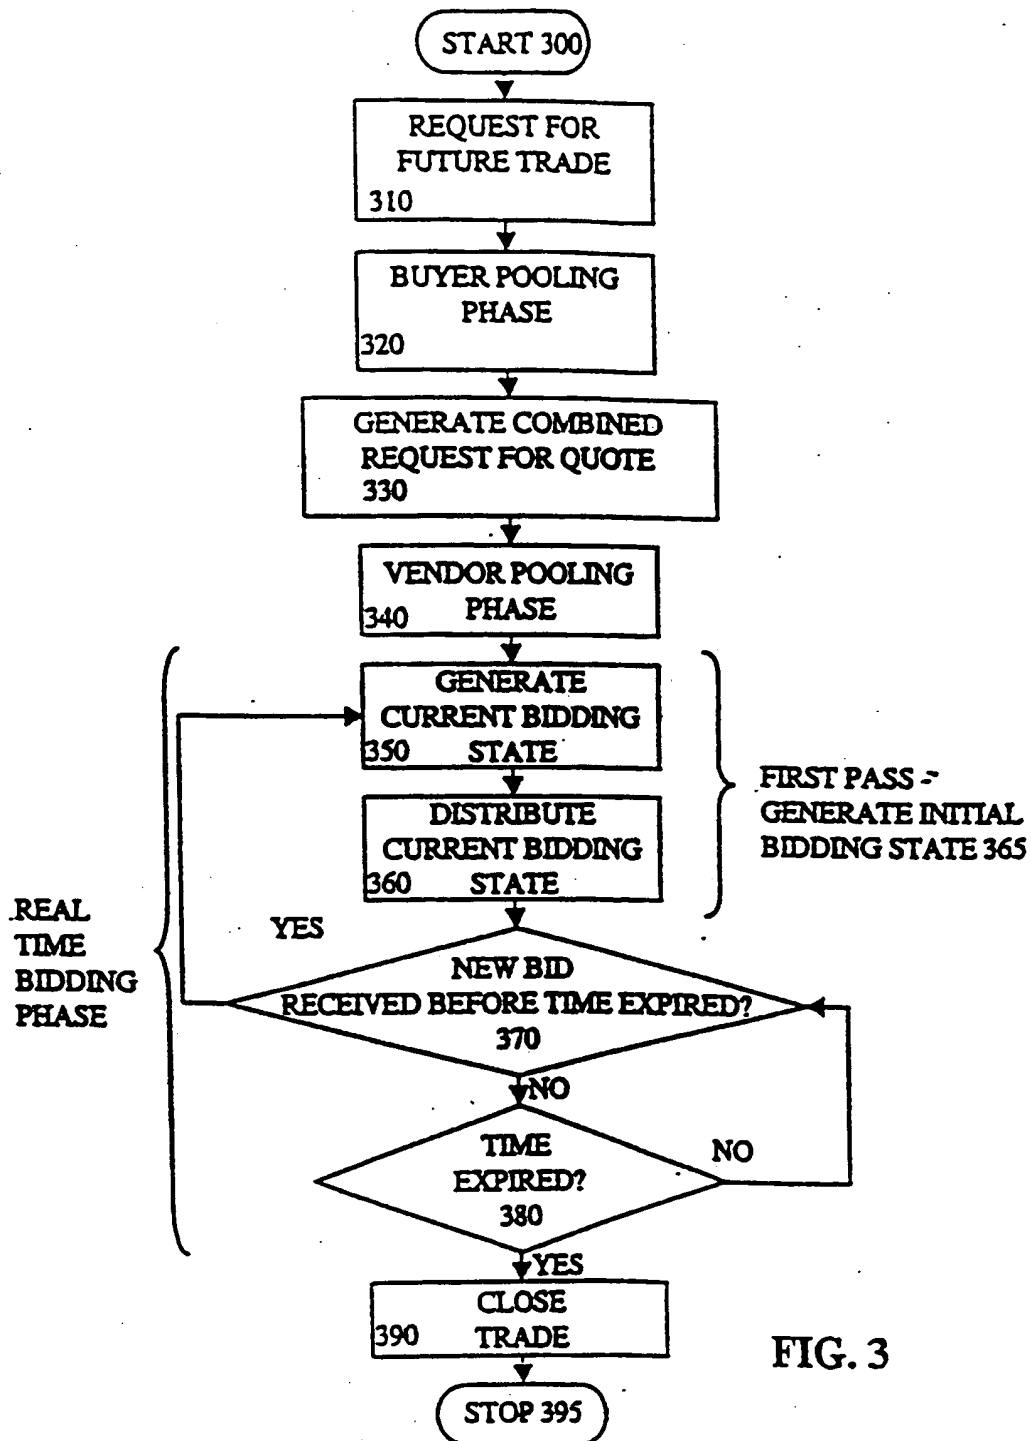 START 300
REQUEST FOR
FUTURE TRADE
310
BUYER POOLING
PHASE
320
GENERATE COMBINED
REQUEST FOR QUOTE
330
VENDOR POOLING
PHASE
340
GENERATE
CURRENT BIDDING
STATE
350
DISTRIBUTE
CURRENT BIDDING
STATE
360
FIRST PASS =
GENERATE INITIAL
BIDDING STATE 365
REAL
TIME
BIDDING
PHASE
YES
NEW BID
RECEIVED BEFORE TIME EXPIRED?
370
NO
TIME
EXPIRED?
380
NO
YES
CLOSE
TRADE
390
FIG. 3
STOP 395